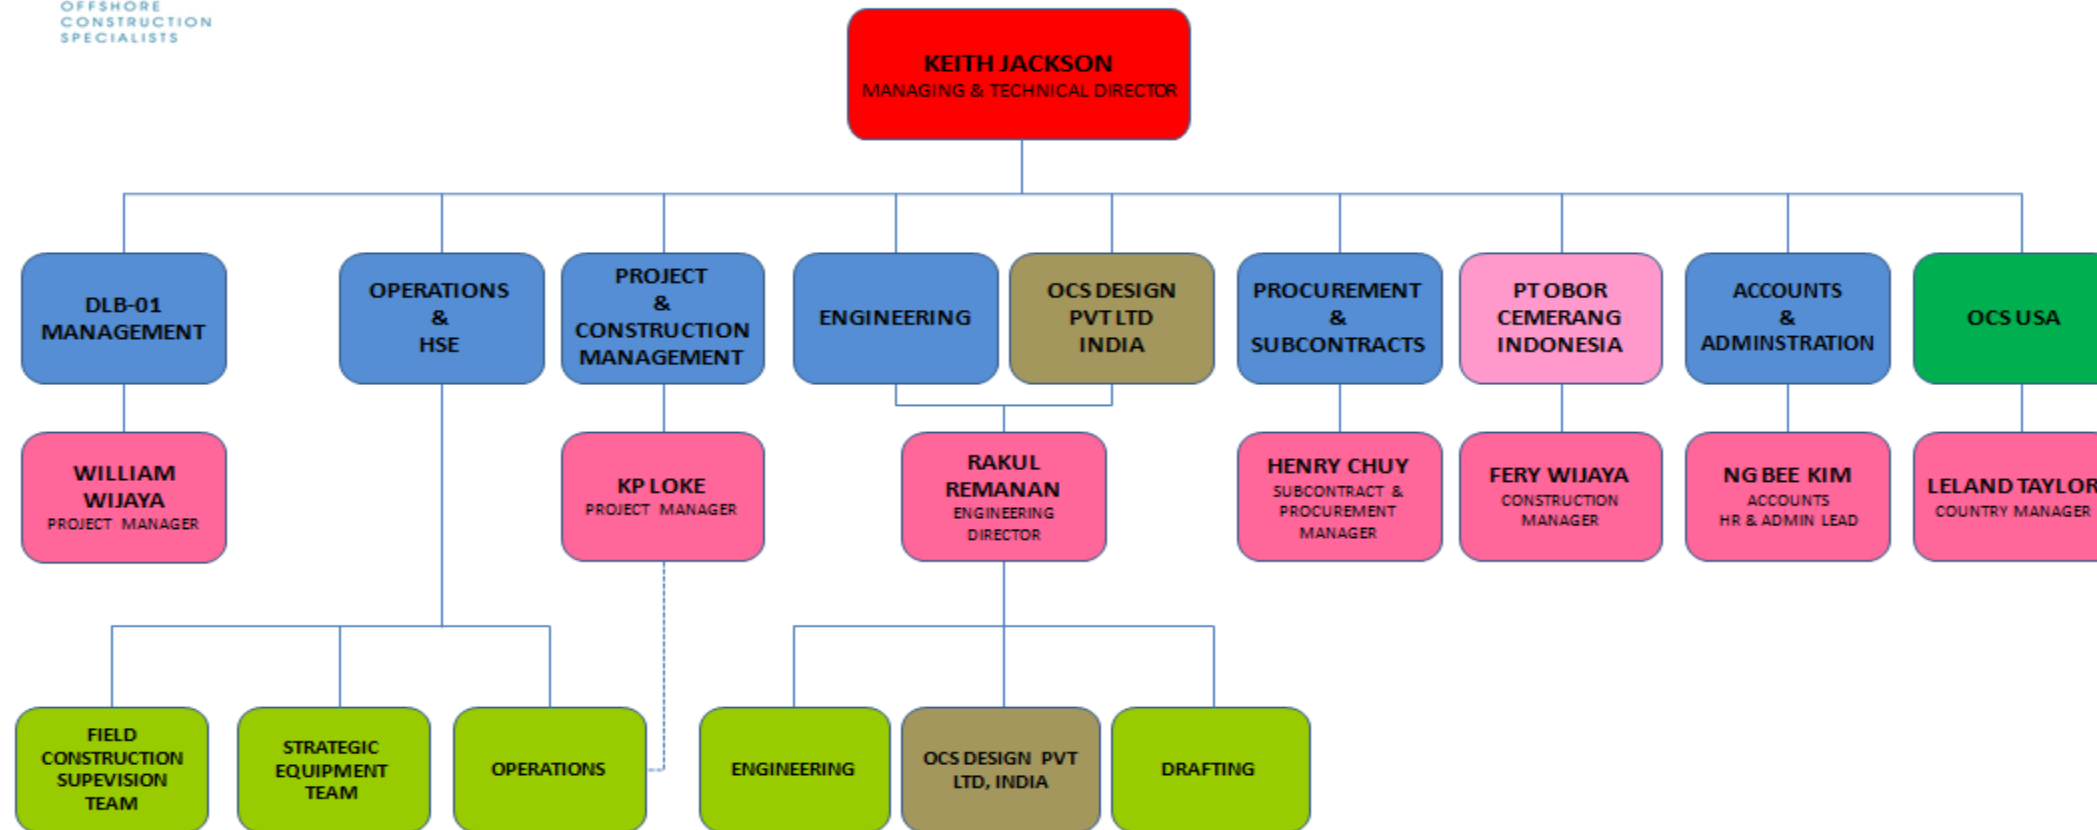 OFFSHORE
CONSTRUCTION
SPECIALISTS
KEITH JACKSON
MANAGING & TECHNICAL DIRECTOR
DLB-01
MANAGEMENT
OPERATIONS
&
HSE
PROJECT
&
CONSTRUCTION
MANAGEMENT
ENGINEERING
OCS DESIGN
PVT LTD
INDIA
PROCUREMENT
&
SUBCONTRACTS
PT OBOR
CEMERANG
INDONESIA
ACCOUNTS
&
ADMINSTRATION
OCS USA
WILLIAM
WIJAYA
PROJECT MANAGER
KP LOKE
PROJECT MANAGER
RAKUL
REMANAN
ENGINEERING
DIRECTOR
HENRY CHUY
SUBCONTRACT &
PROCUREMENT
MANAGER
FERY WIJAYA
CONSTRUCTION
MANAGER
NG BEE KIM
ACCOUNTS
HR & ADMIN LEAD
LELAND TAYLOR
COUNTRY MANAGER
FIELD
CONSTRUCTION
SUPEVISION
TEAM
STRATEGIC
EQUIPMENT
TEAM
OPERATIONS
ENGINEERING
OCS DESIGN PVT
LTD, INDIA
DRAFTING